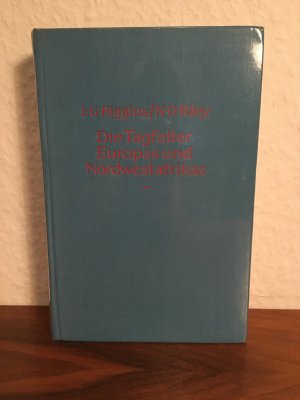 L.G. Higgins/N.D. Riley
Die Tagfalter
Europas und
Nordwestafrikas